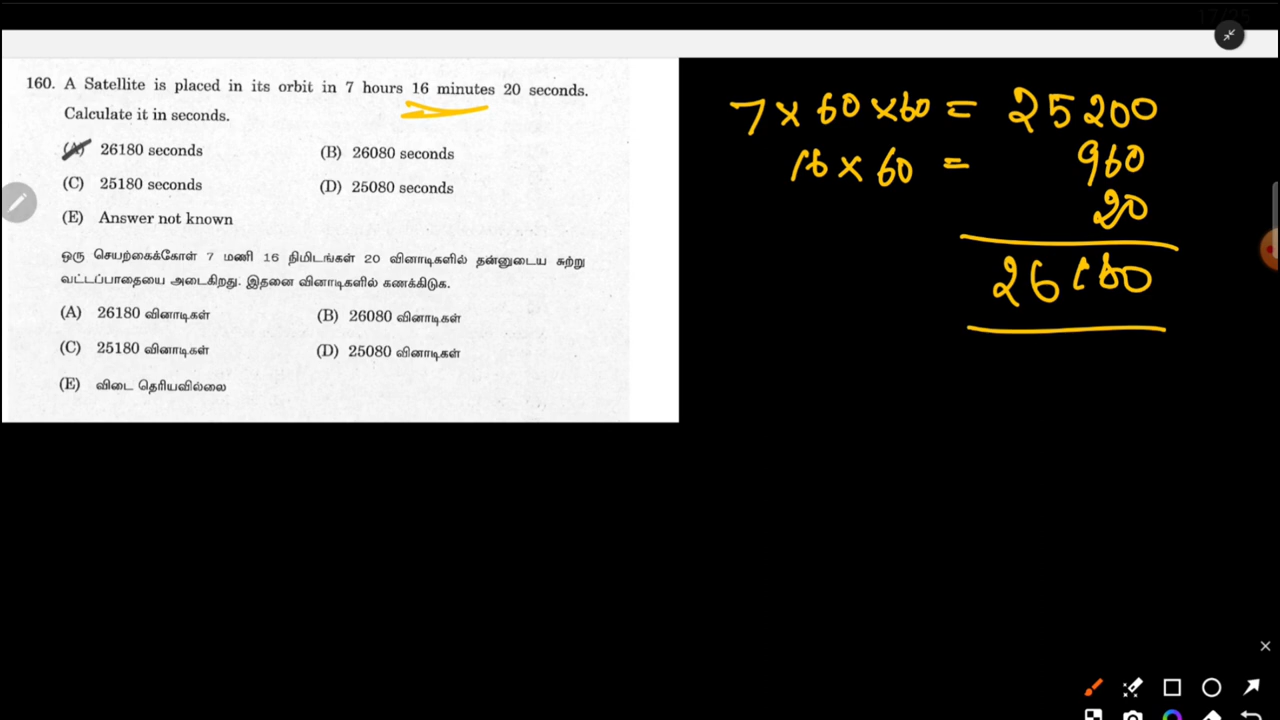 160. A Satellite is placed in its orbit in 7 hours 16 minutes 20 seconds.
Calculate it in seconds.
(A) 26180 seconds (B) 26080 seconds
(C) 25180 seconds (D) 25080 seconds
(E) Answer not known
ஒரு செயற்கைக்கோள் 7 மணி 16 நிமிடங்கள் 20 வினாடிகளில் தன்னுடைய சுற்று
வட்டப்பாதையை அடைகிறது. இதனை வினாடிகளில் கணக்கிடுக.
(A) 26180 வினாடிகள் (B) 26080 வினாடிகள்
(C) 25180 வினாடிகள் (D) 25080 வினாடிகள்
(E) விடை தெரியவில்லை
7 × 60 × 60 = 25200
16 × 60 = 960
20
26180